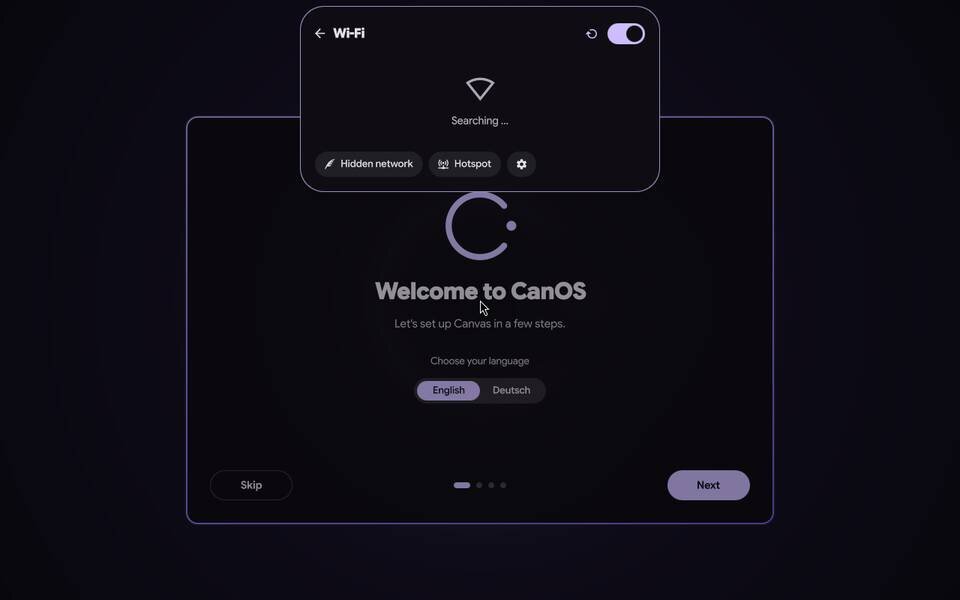 Wi-Fi
Searching ...
Hidden network
Hotspot
Welcome to CanOS
Let's set up Canvas in a few steps.
Choose your language
English
Deutsch
Skip
Next